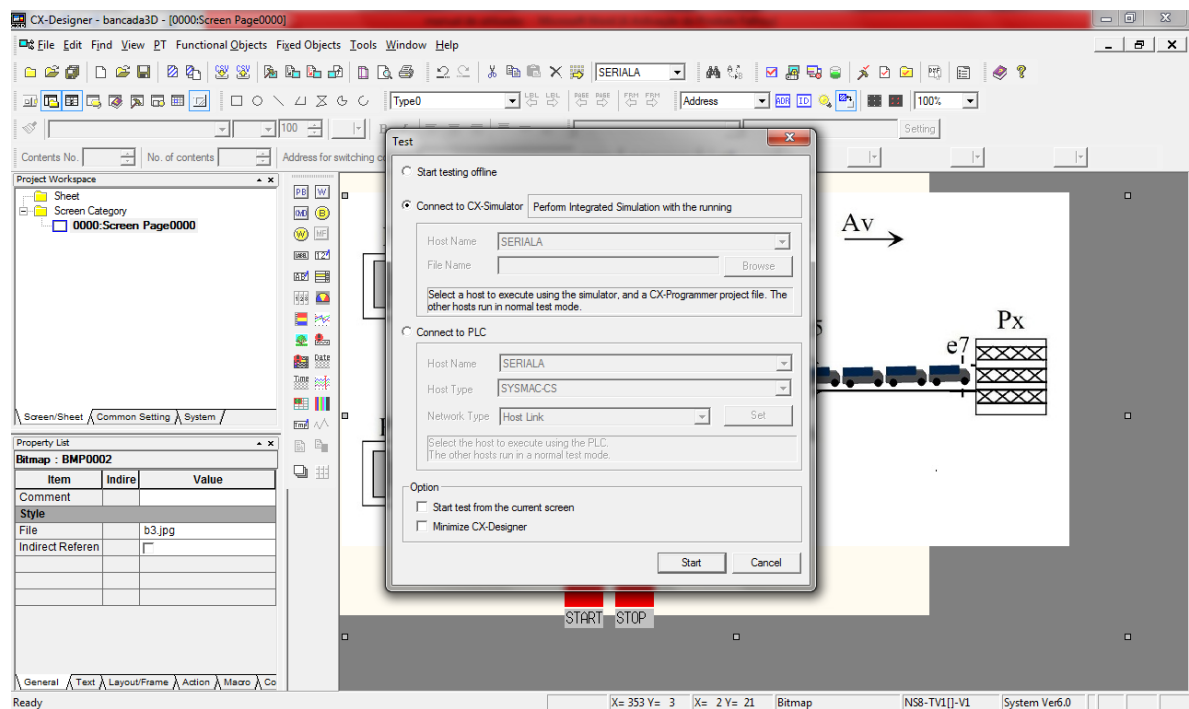 CX-Designer - bancada3D - [0000:Screen Page0000]
File Edit Find View PT Functional Objects Fixed Objects Tools Window Help
SERIALA
Type0 Address 100%
100 Setting
Contents No. No. of contents Address for switching
Project Workspace
Sheet
Screen Category
0000:Screen Page0000
Screen/Sheet Common Setting System
Property List
Bitmap : BMP0002
Item Indire Value
Comment
Style
File b3.jpg
Indirect Referen
General Text Layout/Frame Action Macro Co
Test
Start testing offline
Connect to CX-Simulator Perform Integrated Simulation with the running
Host Name SERIALA
File Name Browse
Select a host to execute using the simulator, and a CX-Programmer project file. The
other hosts run in normal test mode.
Connect to PLC
Host Name SERIALA
Host Type SYSMAC-CS
Network Type Host Link Set
Select the host to execute using the PLC.
The other hosts run in a normal test mode.
Option
Start test from the current screen
Minimize CX-Designer
Start Cancel
Av
Px
e7
START STOP
Ready X= 353 Y= 3 X= 2 Y= 21 Bitmap NS8-TV1[]-V1 System Ver6.0